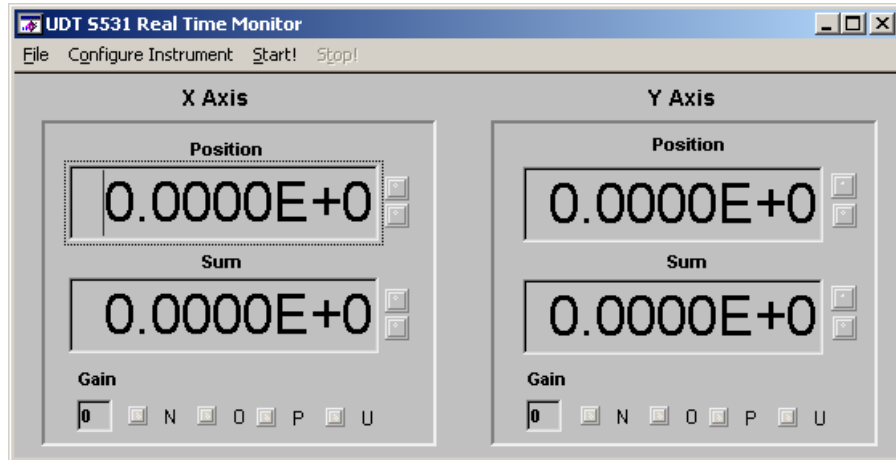 UDT S531 Real Time Monitor
File Configure Instrument Start! Stop!
X Axis
Position
0.0000E+0
Sum
0.0000E+0
Gain
0 N O P U
Y Axis
Position
0.0000E+0
Sum
0.0000E+0
Gain
0 N O P U